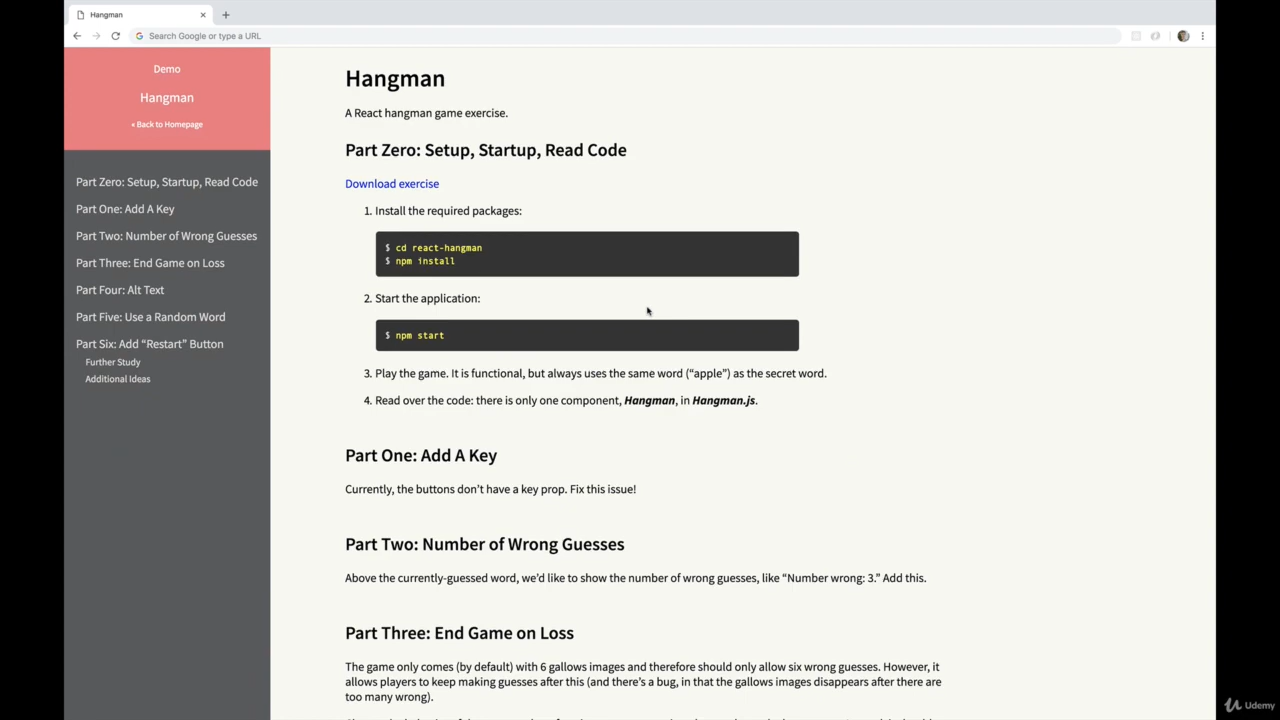 Hangman
Search Google or type a URL
Demo
Hangman
« Back to Homepage
Part Zero: Setup, Startup, Read Code
Part One: Add A Key
Part Two: Number of Wrong Guesses
Part Three: End Game on Loss
Part Four: Alt Text
Part Five: Use a Random Word
Part Six: Add “Restart” Button
Further Study
Additional Ideas
Hangman
A React hangman game exercise.
Part Zero: Setup, Startup, Read Code
Download exercise
1. Install the required packages:
$ cd react-hangman
$ npm install
2. Start the application:
$ npm start
3. Play the game. It is functional, but always uses the same word (“apple”) as the secret word.
4. Read over the code: there is only one component, Hangman, in Hangman.js.
Part One: Add A Key
Currently, the buttons don’t have a key prop. Fix this issue!
Part Two: Number of Wrong Guesses
Above the currently-guessed word, we’d like to show the number of wrong guesses, like “Number wrong: 3.” Add this.
Part Three: End Game on Loss
The game only comes (by default) with 6 gallows images and therefore should only allow six wrong guesses. However, it
allows players to keep making guesses after this (and there’s a bug, in that the gallows images disappears after there are
too many wrong).
Udemy